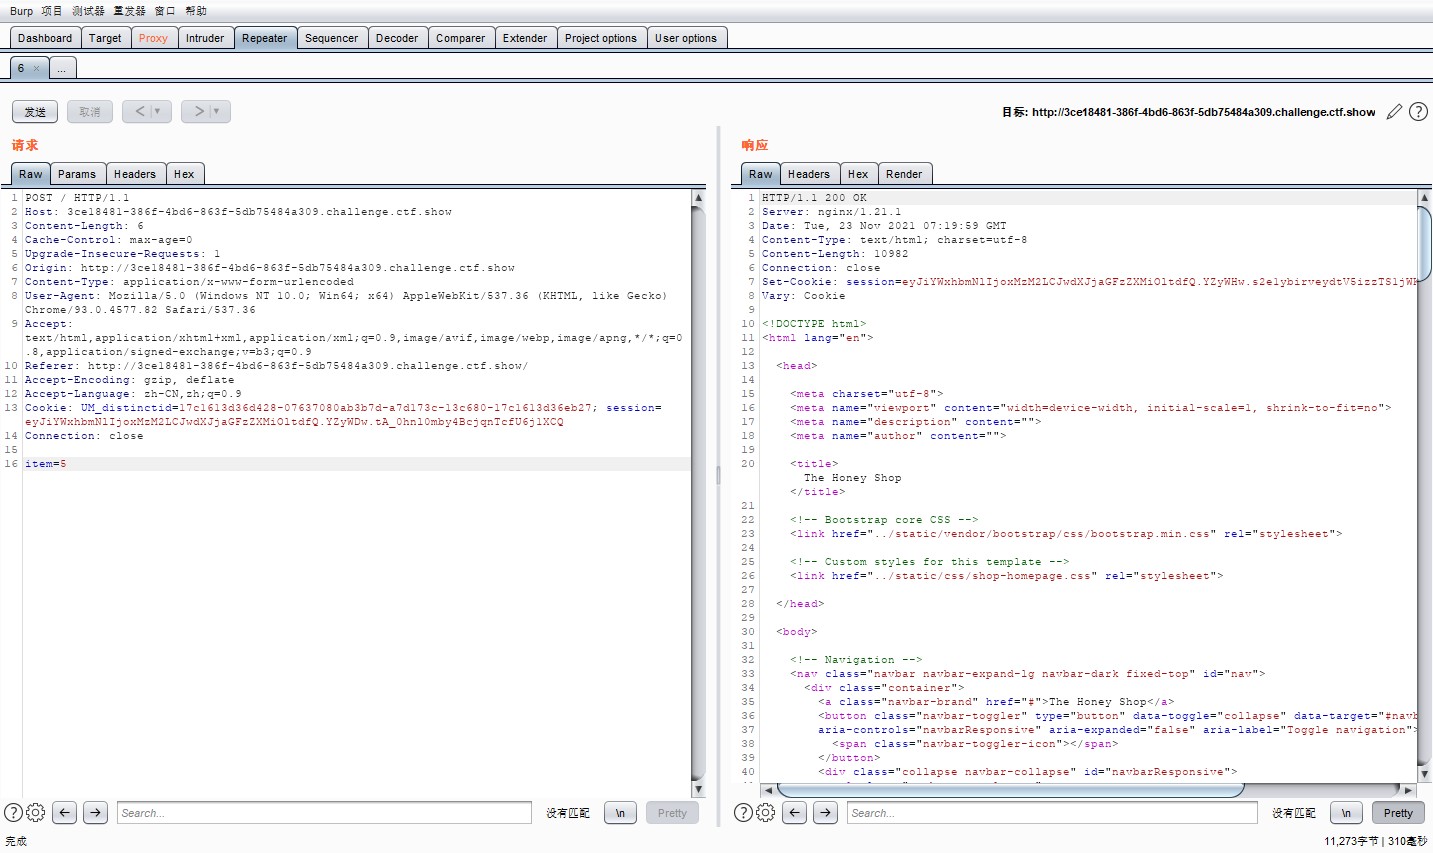 Burp 项目 测试器 重发器 窗口 帮助
Dashboard Target Proxy Intruder Repeater Sequencer Decoder Comparer Extender Project options User options
6 × ...
发送 取消 < > 目标: http://3ce18481-386f-4bd6-863f-5db75484a309.challenge.ctf.show
请求
Raw Params Headers Hex
1 POST / HTTP/1.1
2 Host: 3ce18481-386f-4bd6-863f-5db75484a309.challenge.ctf.show
3 Content-Length: 6
4 Cache-Control: max-age=0
5 Upgrade-Insecure-Requests: 1
6 Origin: http://3ce18481-386f-4bd6-863f-5db75484a309.challenge.ctf.show
7 Content-Type: application/x-www-form-urlencoded
8 User-Agent: Mozilla/5.0 (Windows NT 10.0; Win64; x64) AppleWebKit/537.36 (KHTML, like Gecko)
Chrome/93.0.4577.82 Safari/537.36
9 Accept:
text/html,application/xhtml+xml,application/xml;q=0.9,image/avif,image/webp,image/apng,*/*;q=0
.8,application/signed-exchange;v=b3;q=0.9
10 Referer: http://3ce18481-386f-4bd6-863f-5db75484a309.challenge.ctf.show/
11 Accept-Encoding: gzip, deflate
12 Accept-Language: zh-CN,zh;q=0.9
13 Cookie: UM_distinctid=17c1613d36d428-07637080ab3b7d-a7d173c-13c680-17c1613d36eb27; session=
eyJiYWxhbmNlIjoxMzM2LCJwdXJjaGFzZXMiOltdfQ.YZyWDw.tA_0hnl0mby4BcjqnTcfU6jlXCQ
14 Connection: close
15
16 item=5
Search... 没有匹配 \n Pretty
响应
Raw Headers Hex Render
1 HTTP/1.1 200 OK
2 Server: nginx/1.21.1
3 Date: Tue, 23 Nov 2021 07:19:59 GMT
4 Content-Type: text/html; charset=utf-8
5 Content-Length: 10982
6 Connection: close
7 Set-Cookie: session=eyJiYWxhbmNlIjoxMzM2LCJwdXJjaGFzZXMiOltdfQ.YZyWHw.s2elybirveydtV5izzTS1jW
8 Vary: Cookie
9
10 <!DOCTYPE html>
11 <html lang="en">
12
13 <head>
14
15 <meta charset="utf-8">
16 <meta name="viewport" content="width=device-width, initial-scale=1, shrink-to-fit=no">
17 <meta name="description" content="">
18 <meta name="author" content="">
19
20 <title>
The Honey Shop
</title>
21
22 <!-- Bootstrap core CSS -->
23 <link href="../static/vendor/bootstrap/css/bootstrap.min.css" rel="stylesheet">
24
25 <!-- Custom styles for this template -->
26 <link href="../static/css/shop-homepage.css" rel="stylesheet">
27
28 </head>
29
30 <body>
31
32 <!-- Navigation -->
33 <nav class="navbar navbar-expand-lg navbar-dark fixed-top" id="nav">
34 <div class="container">
35 <a class="navbar-brand" href="#">The Honey Shop</a>
36 <button class="navbar-toggler" type="button" data-toggle="collapse" data-target="#navb
37 aria-controls="navbarResponsive" aria-expanded="false" aria-label="Toggle navigation">
38 <span class="navbar-toggler-icon"></span>
39 </button>
40 <div class="collapse navbar-collapse" id="navbarResponsive">
Search... 没有匹配 \n Pretty
完成 11,273字节 | 310毫秒